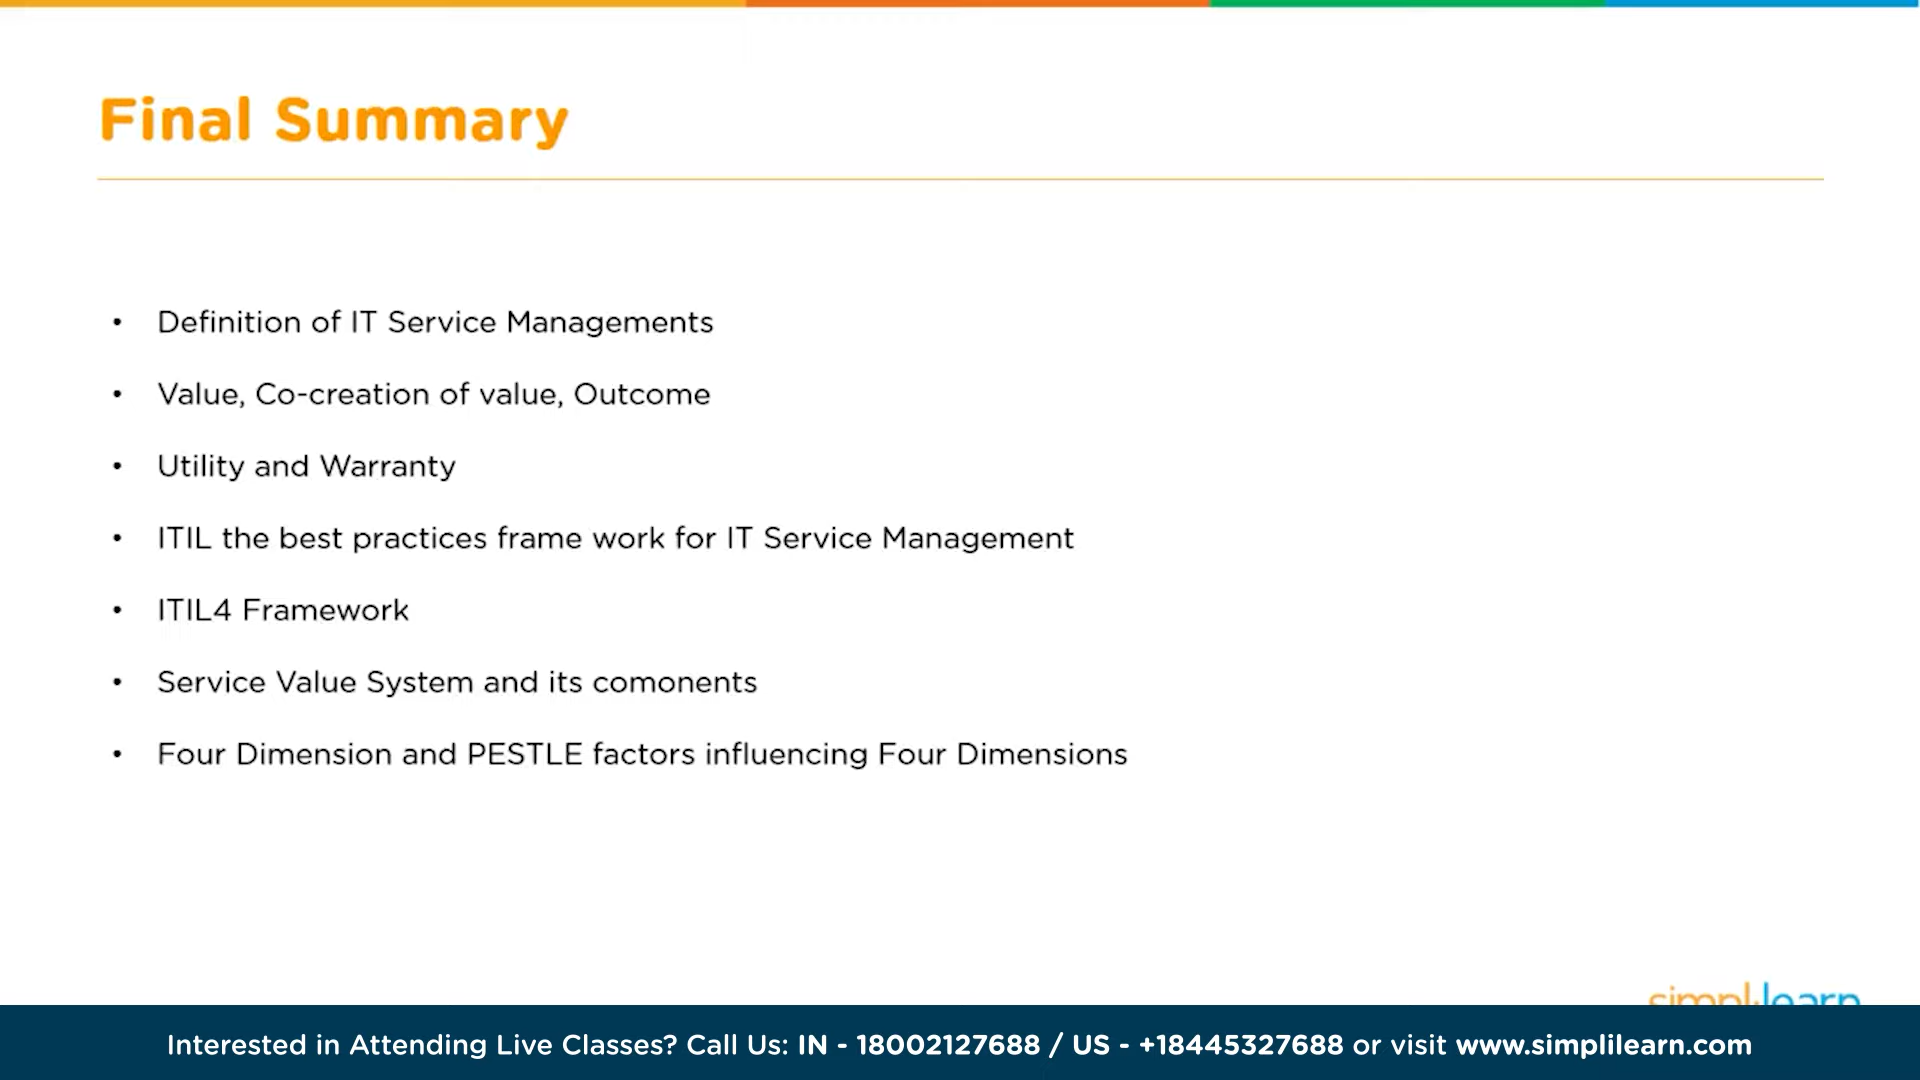 Final Summary
• Definition of IT Service Managements
• Value, Co-creation of value, Outcome
• Utility and Warranty
• ITIL the best practices frame work for IT Service Management
• ITIL4 Framework
• Service Value System and its comonents
• Four Dimension and PESTLE factors influencing Four Dimensions
simplilearn
Interested in Attending Live Classes? Call Us: IN - 18002127688 / US - +18445327688 or visit www.simplilearn.com